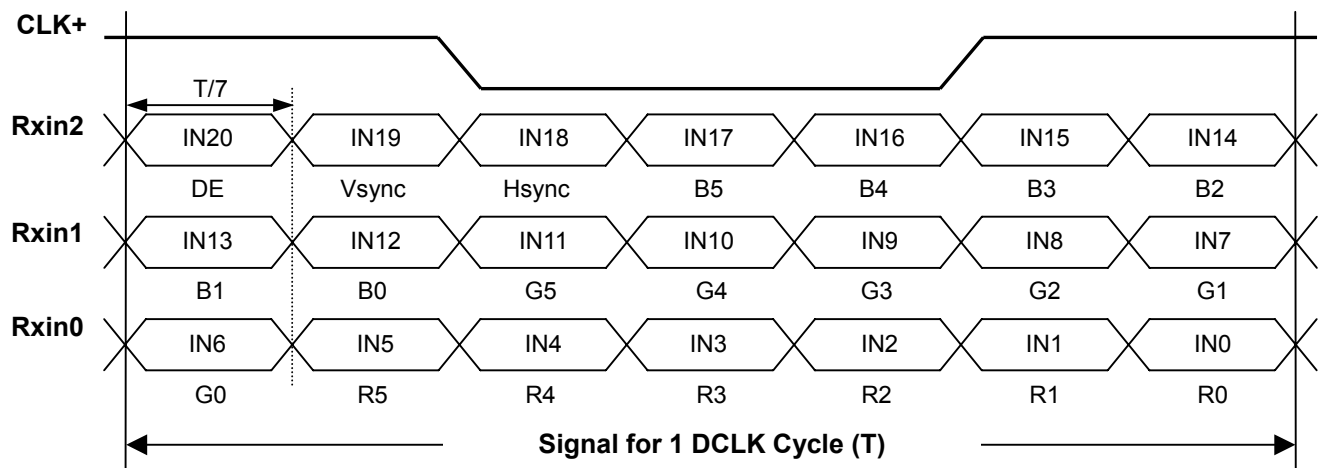 CLK+
T/7
Rxin2 IN20 IN19 IN18 IN17 IN16 IN15 IN14
DE Vsync Hsync B5 B4 B3 B2
Rxin1 IN13 IN12 IN11 IN10 IN9 IN8 IN7
B1 B0 G5 G4 G3 G2 G1
Rxin0 IN6 IN5 IN4 IN3 IN2 IN1 IN0
G0 R5 R4 R3 R2 R1 R0
Signal for 1 DCLK Cycle (T)